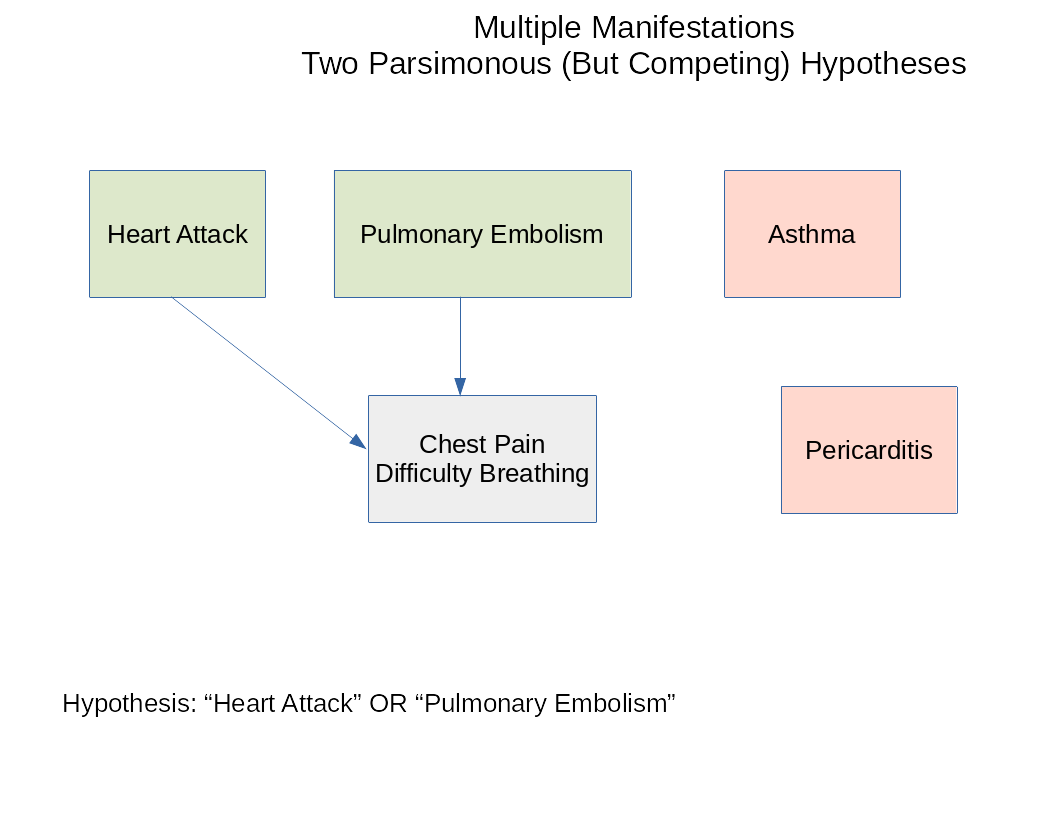 Multiple Manifestations
Two Parsimonous (But Competing) Hypotheses
Heart Attack
Pulmonary Embolism
Asthma
Chest Pain
Difficulty Breathing
Pericarditis
Hypothesis: “Heart Attack” OR “Pulmonary Embolism”